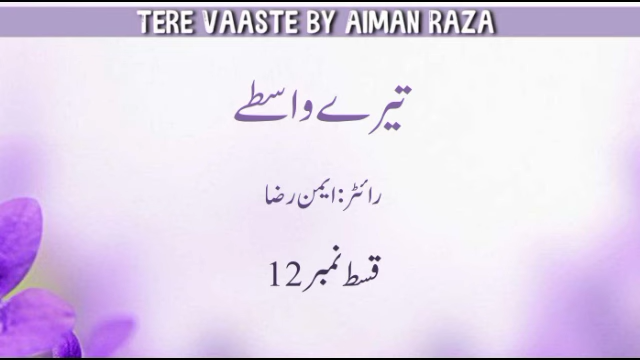 TERE VAASTE BY AIMAN RAZA
تیرے واسطے
رائٹر: ایمن رضا
قسط نمبر 12